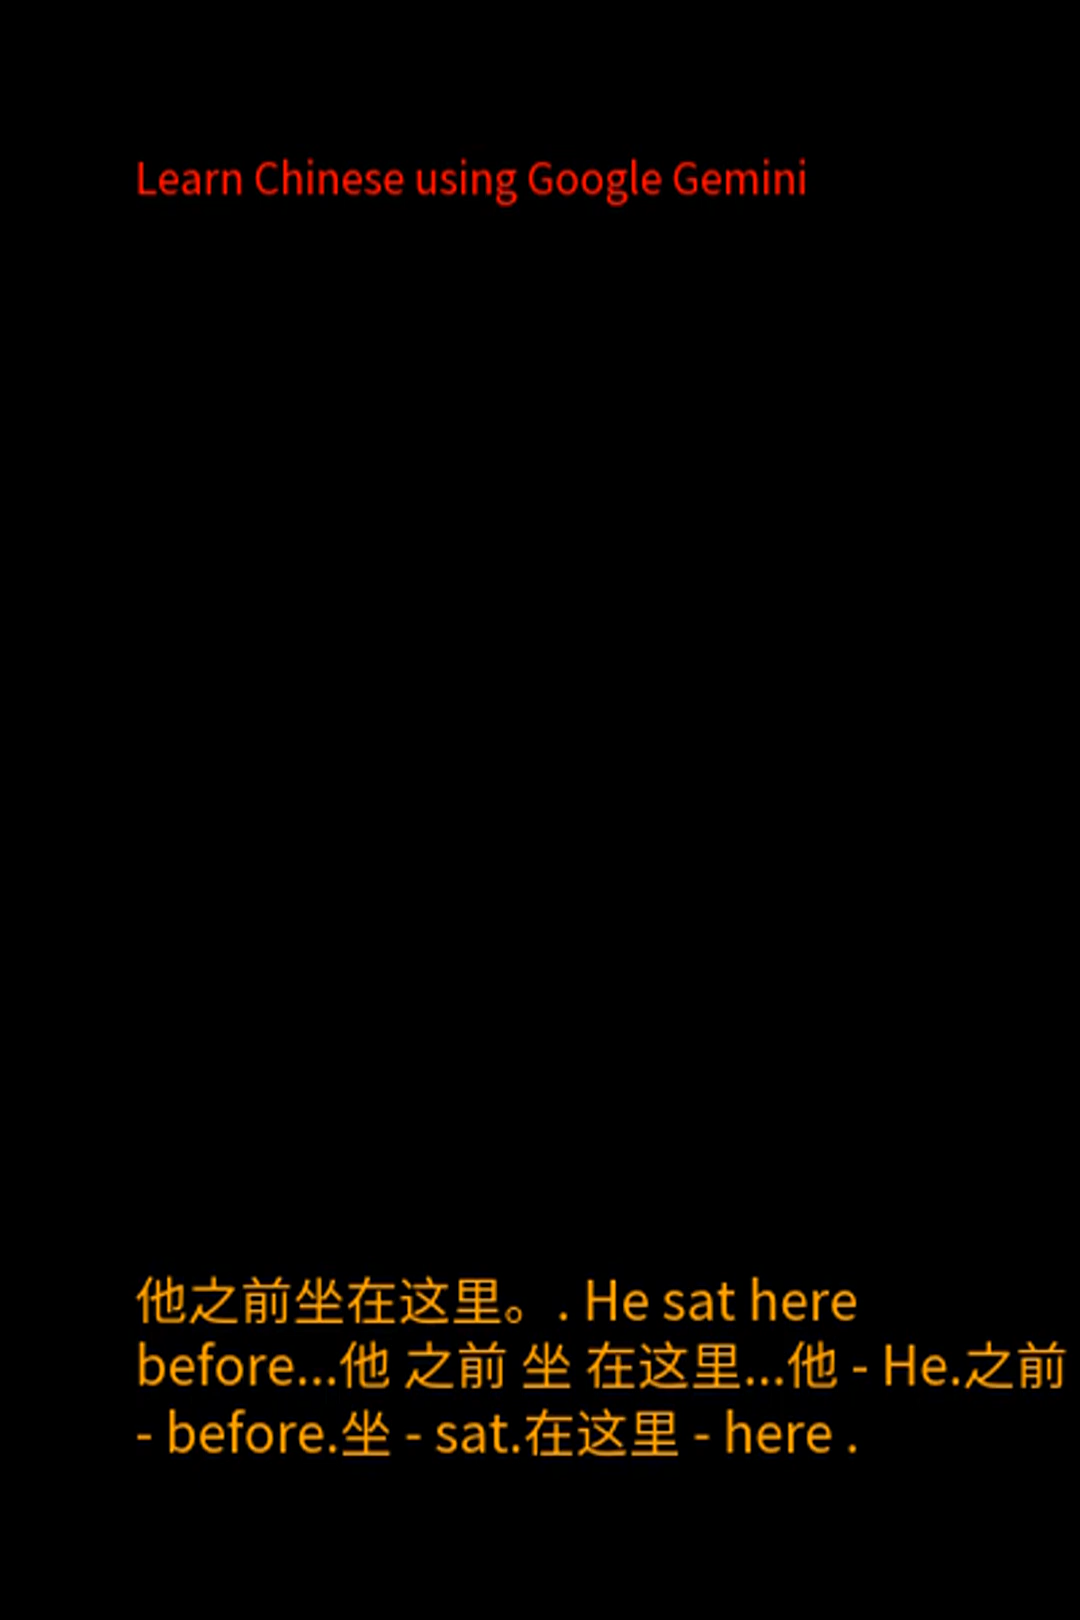 Learn Chinese using Google Gemini
他之前坐在这里。. He sat here
before...他 之前 坐 在这里...他 - He.之前
- before.坐 - sat.在这里 - here .